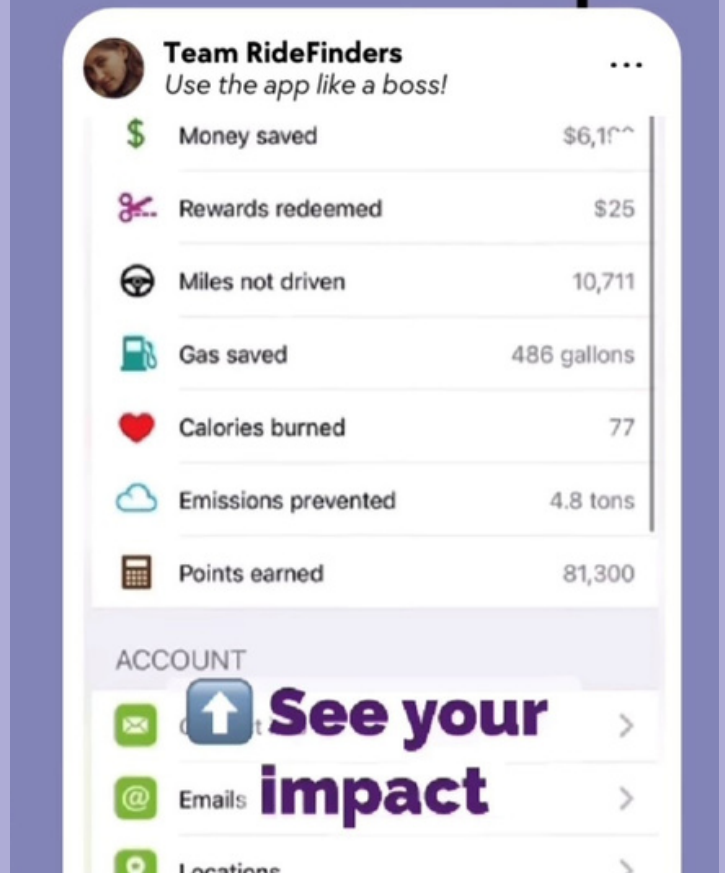 Team RideFinders
Use the app like a boss!
Money saved
Rewards redeemed $25
Miles not driven 10,711
Gas saved 486 gallons
Calories burned 77
Emissions prevented 4.8 tons
Points earned 81,300
ACCOUNT
⬆️ See your
Emails impact
Locations